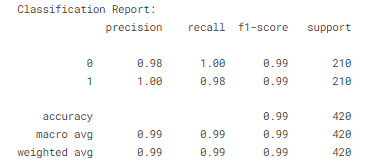 Classification Report:
precision recall f1-score support
0 0.98 1.00 0.99 210
1 1.00 0.98 0.99 210
accuracy 0.99 420
macro avg 0.99 0.99 0.99 420
weighted avg 0.99 0.99 0.99 420